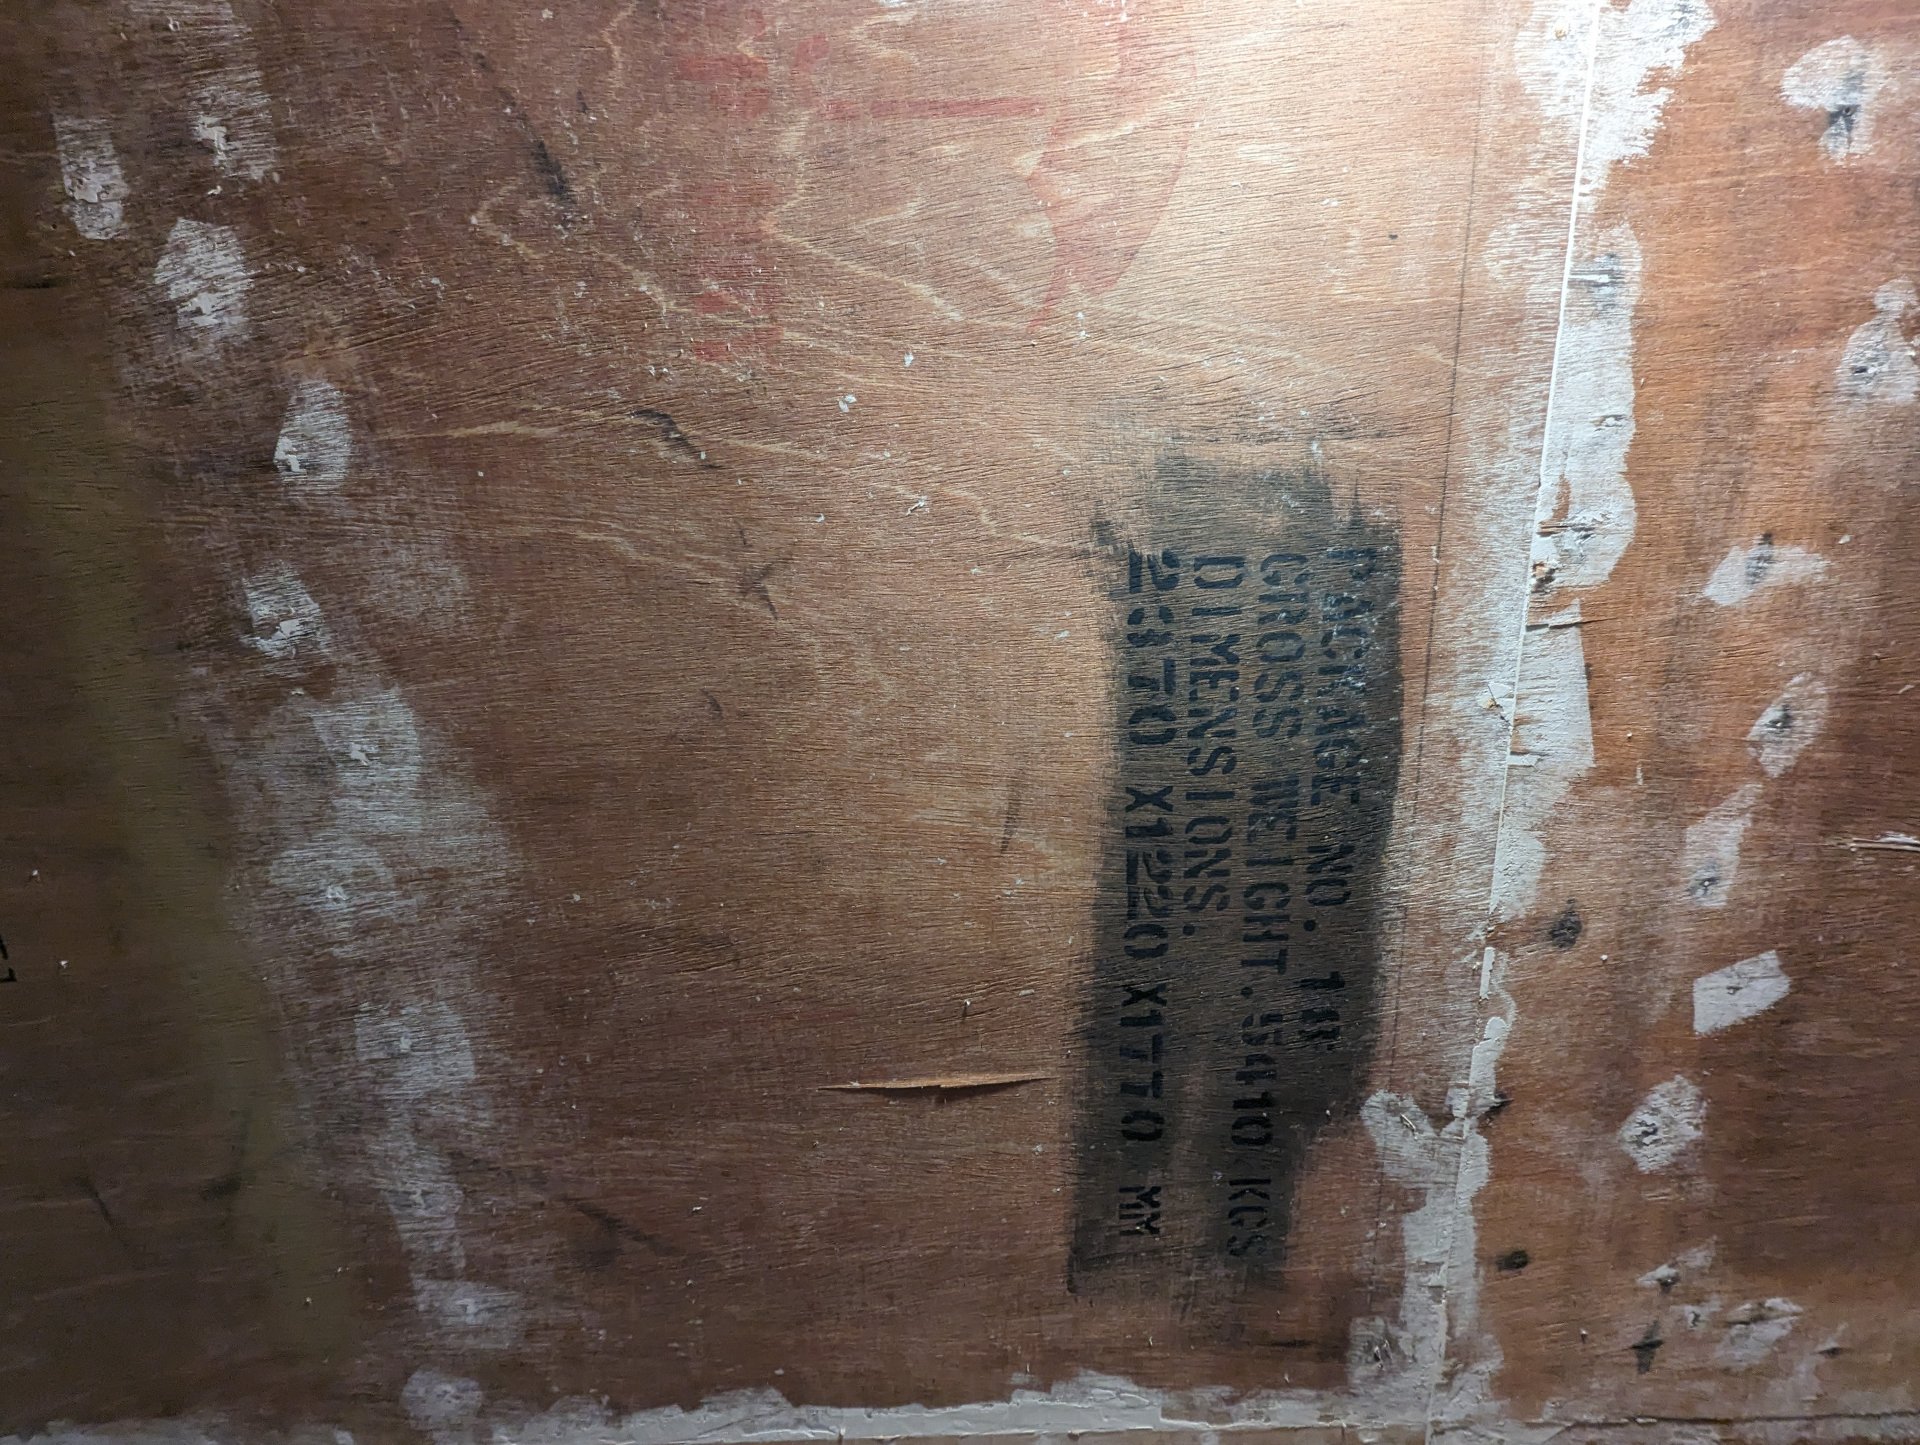 PACKAGE NO. 18
GROSS WEIGHT. 5410 KGS
DIMENSIONS.
2370 X1220 X1770 MM